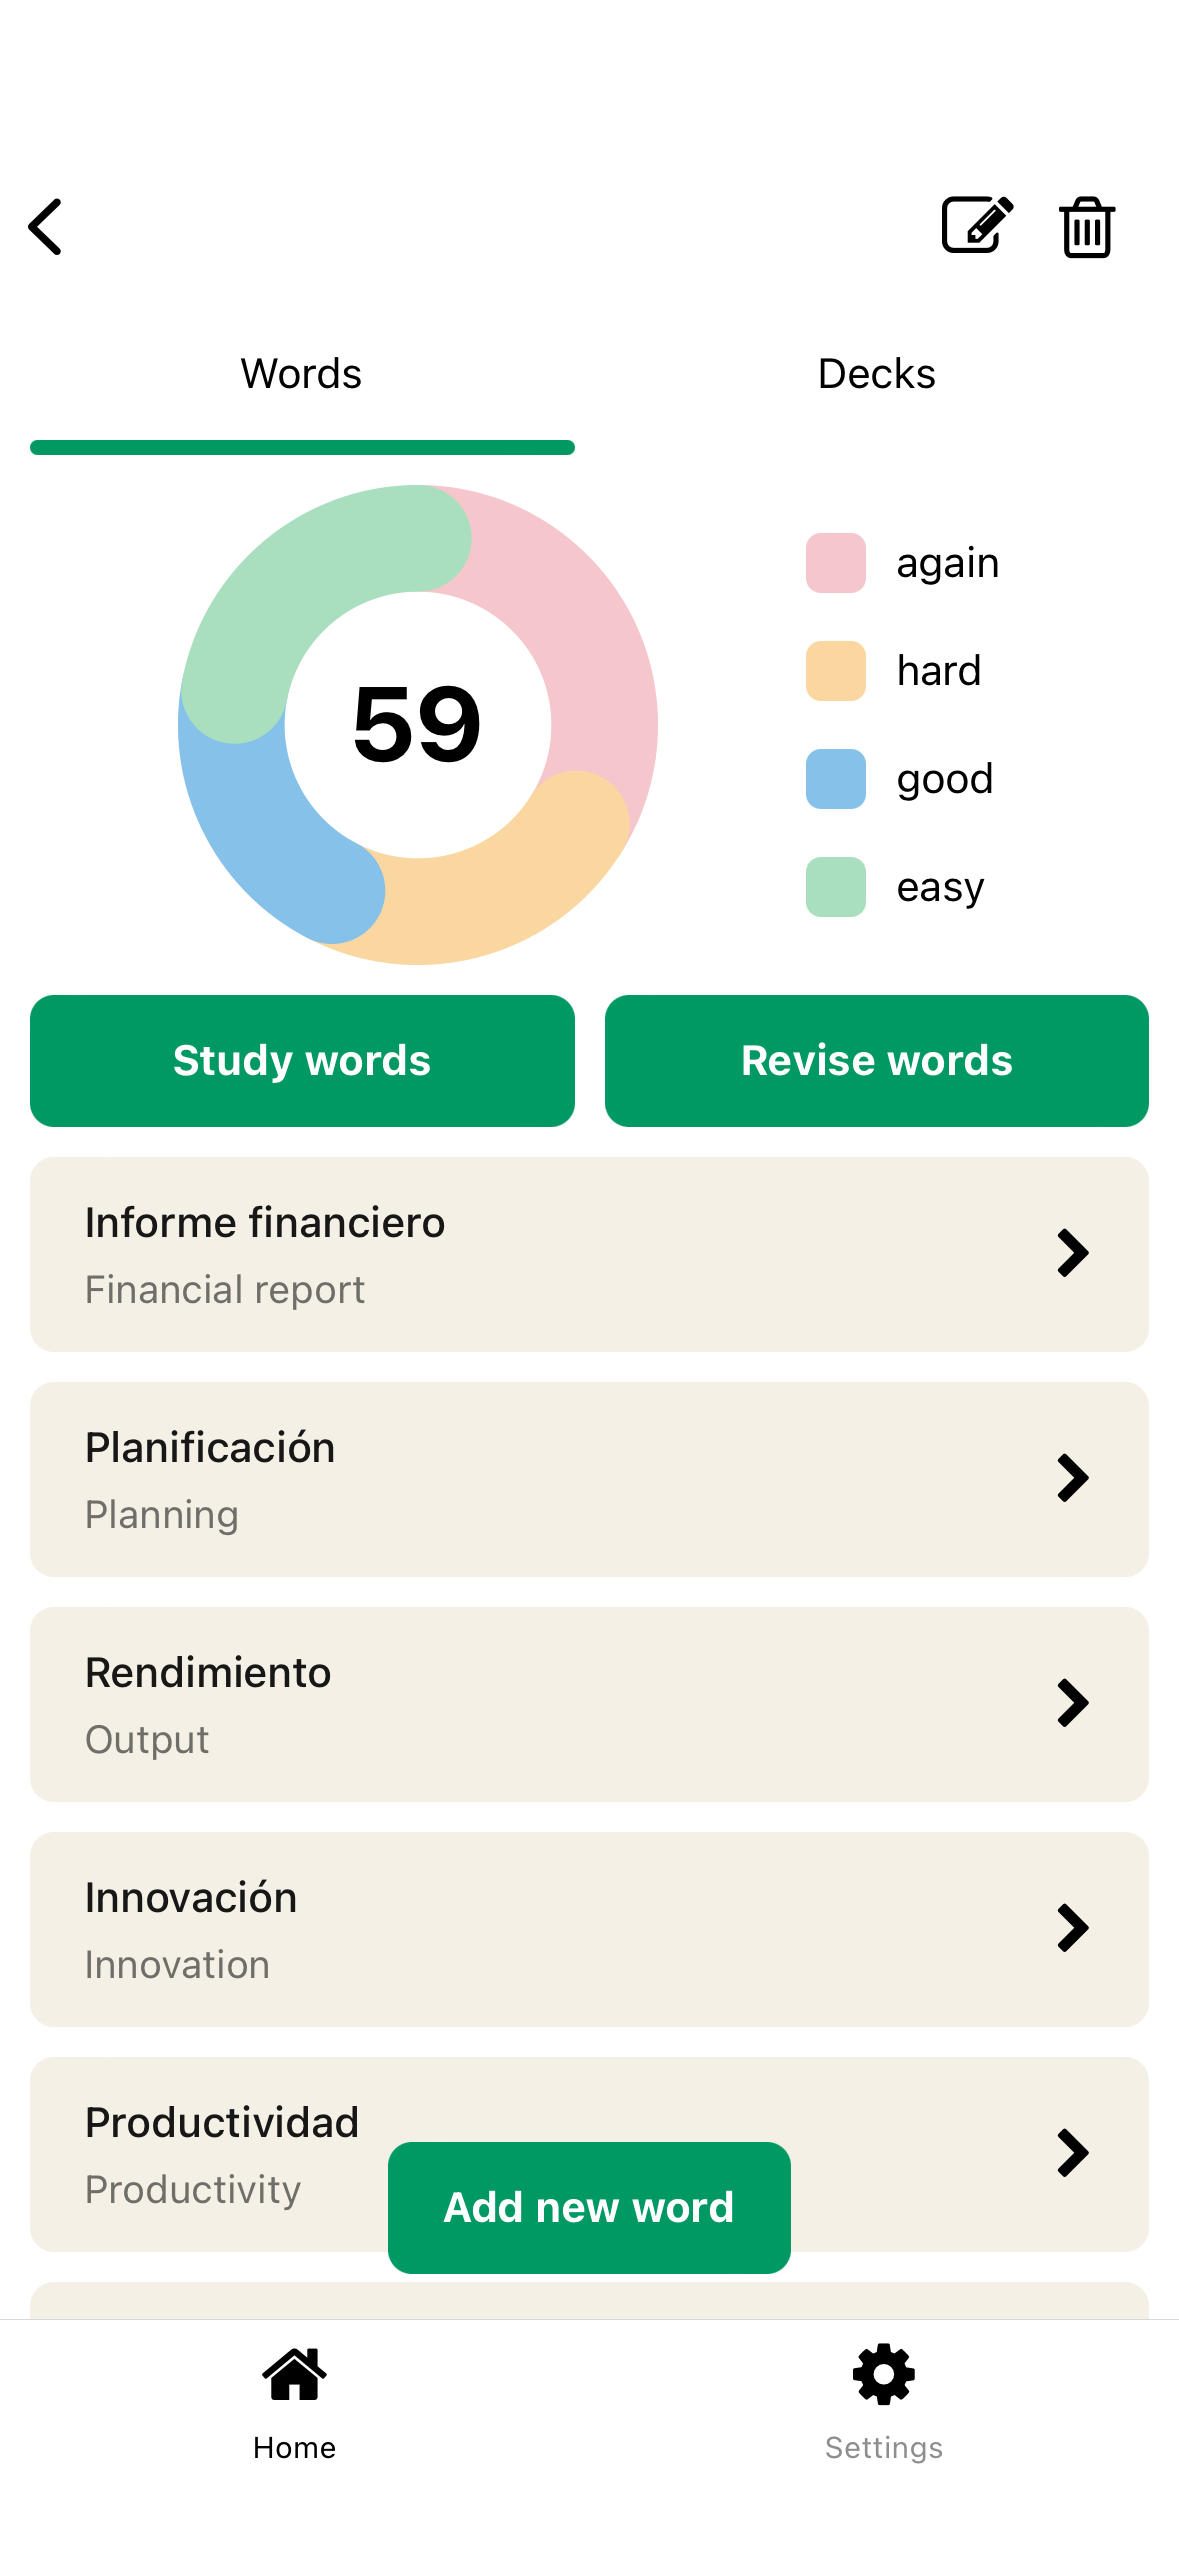 Words
Decks
59
again
hard
good
easy
Study words
Revise words
Informe financiero
Financial report
Planificación
Planning
Rendimiento
Output
Innovación
Innovation
Productividad
Productivity
Add new word
Home
Settings